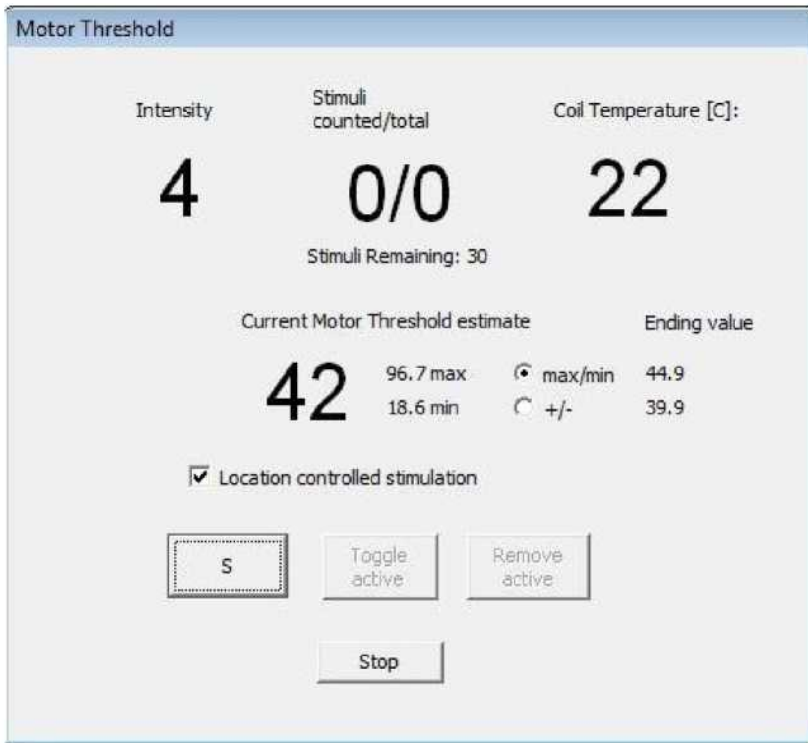 Motor Threshold
Intensity
Stimuli
counted/total
Coil Temperature [C]:
4
0/0
22
Stimuli Remaining: 30
Current Motor Threshold estimate
Ending value
42
96.7 max
max/min
44.9
18.6 min
+/-
39.9
Location controlled stimulation
S
Toggle
active
Remove
active
Stop